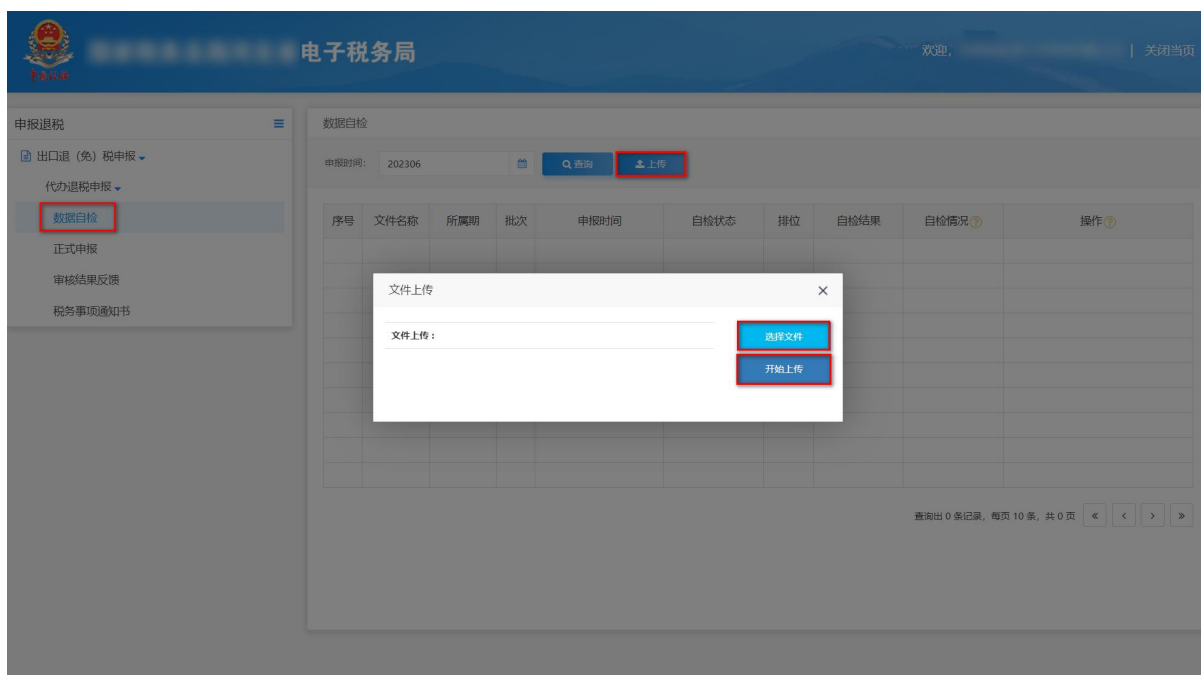 电子税务局
欢迎,
| 关闭当页
申报退税
出口退（免）税申报
代办退税申报
数据自检
正式申报
审核结果反馈
税务事项通知书
数据自检
申报时间: 202306 查询 上传
序号 文件名称 所属期 批次 申报时间 自检状态 排位 自检结果 自检情况 操作
文件上传 ×
文件上传： 选择文件
开始上传
查询出 0 条记录, 每页 10 条, 共 0 页 « < > »